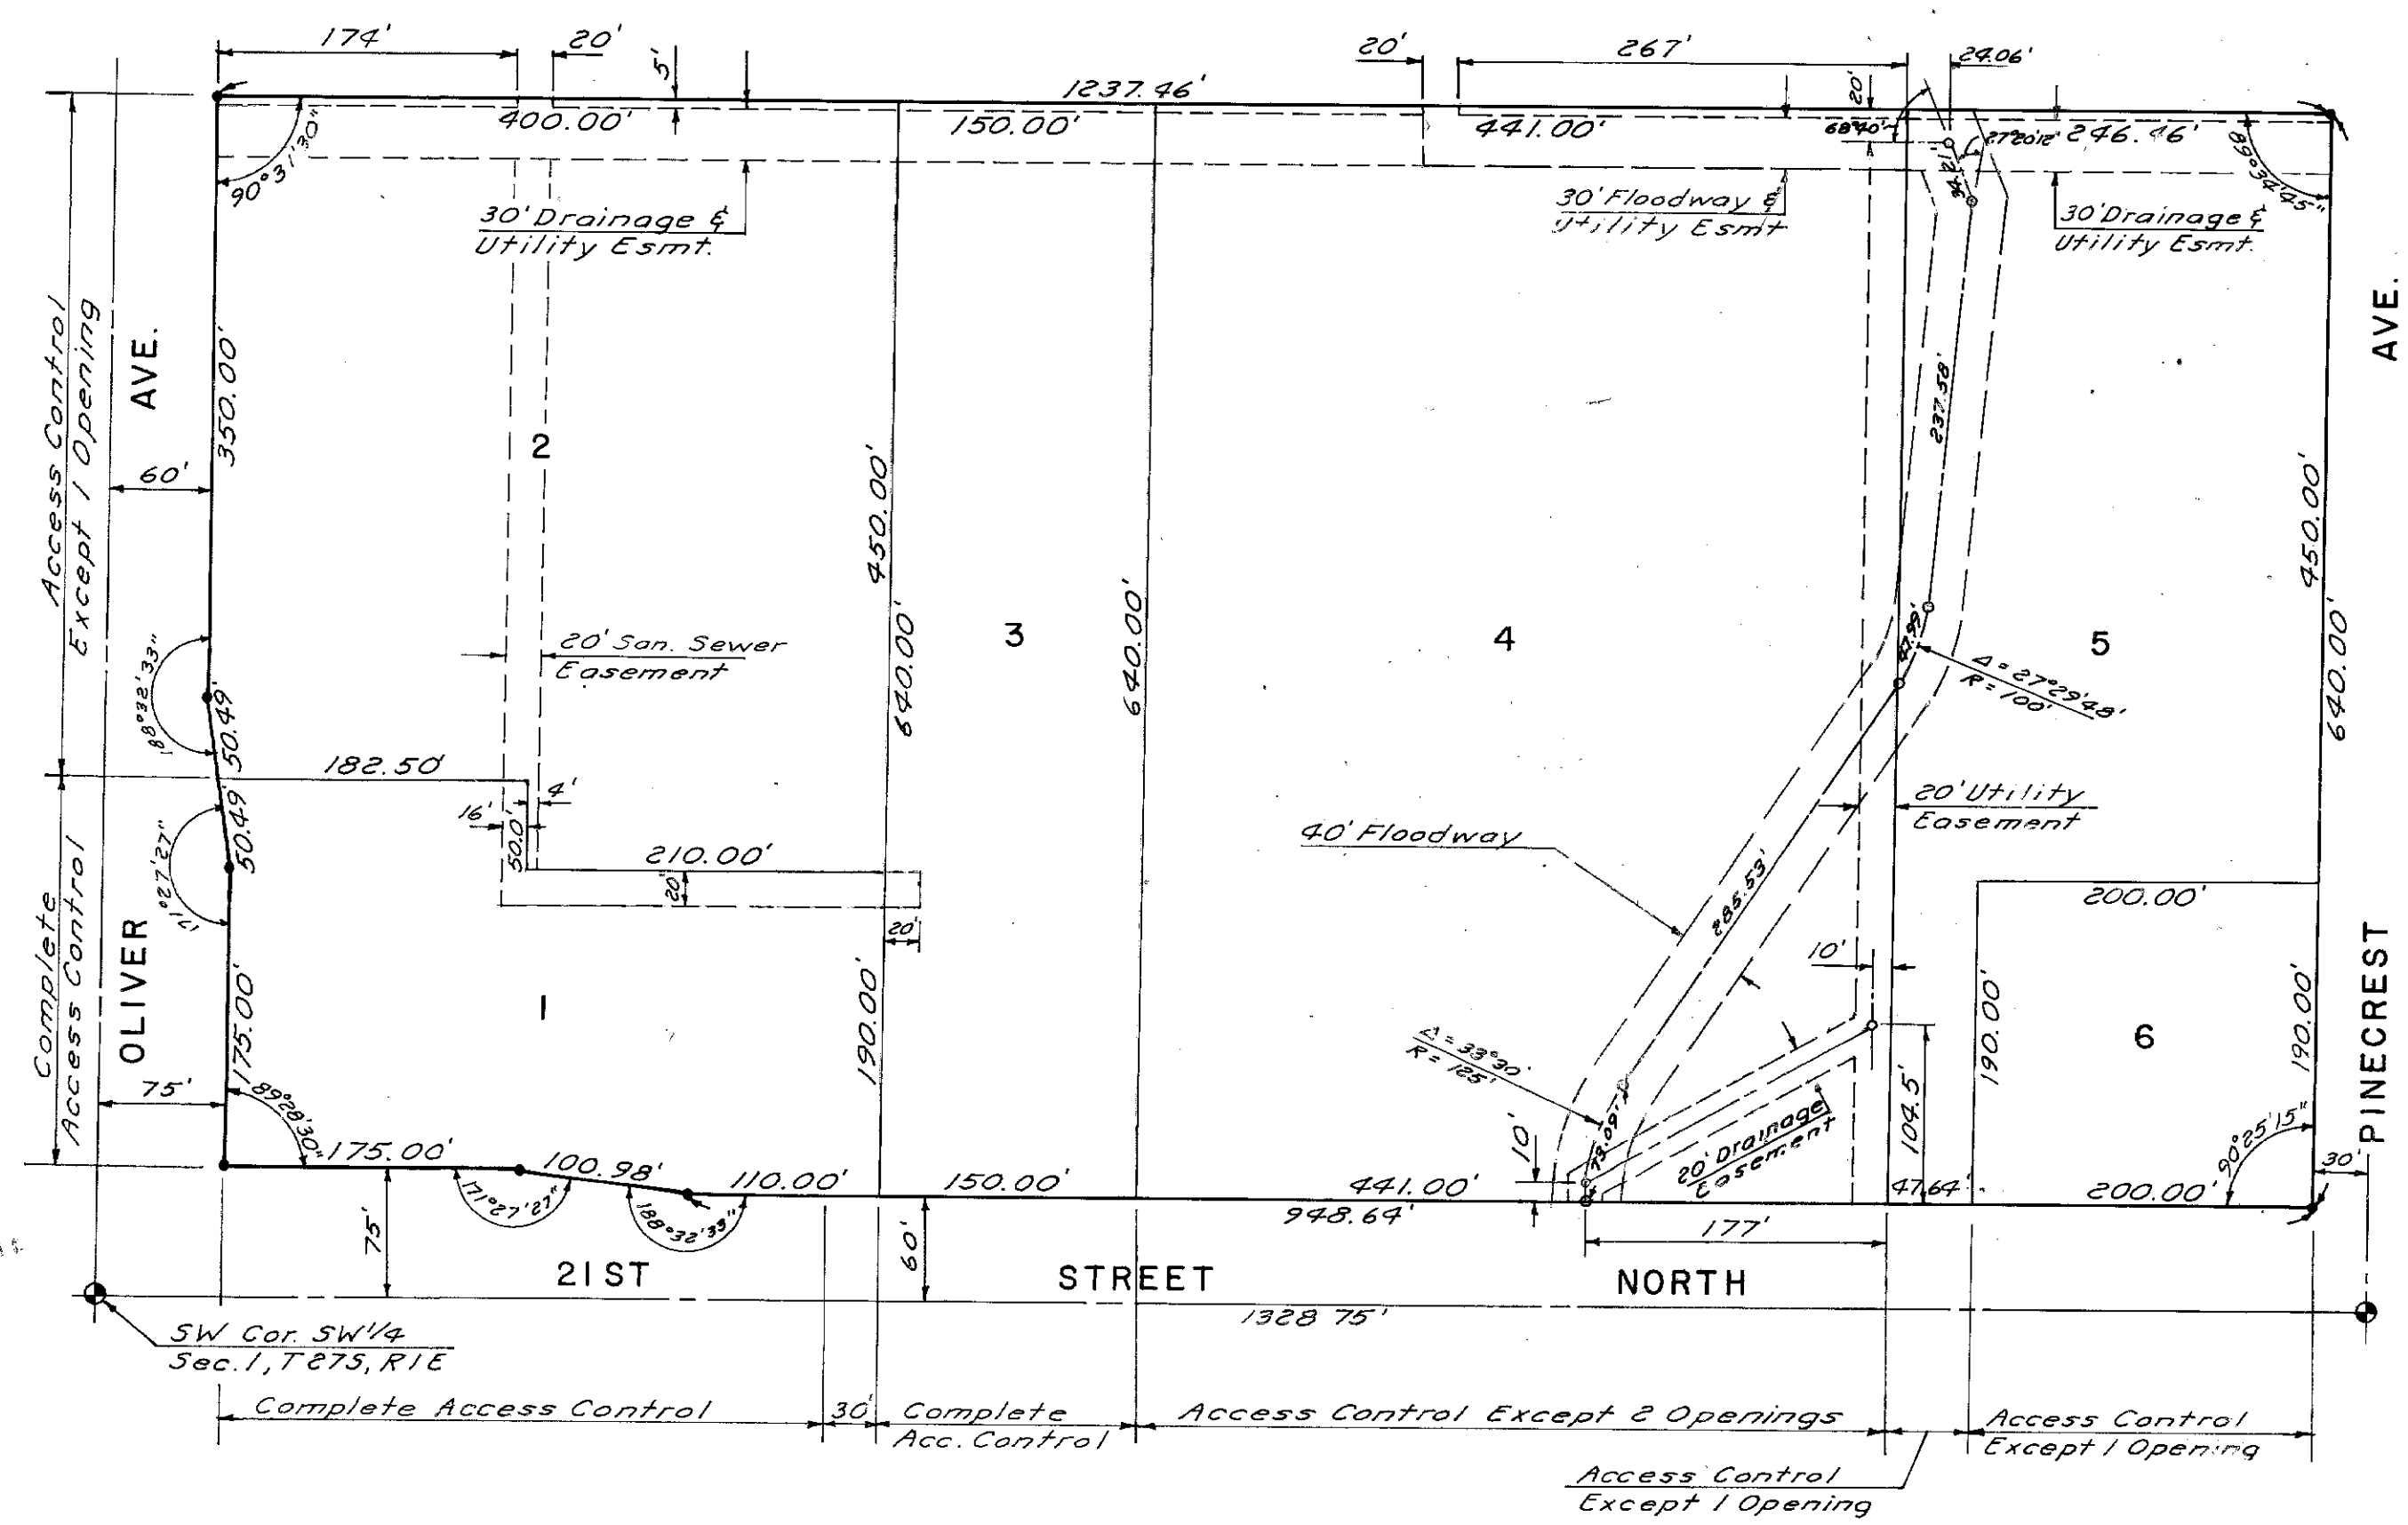 174'
20'
5'
1237.46'
20'
267'
24.06'
20'
400.00'
150.00'
441.00'
68°40'
27°20'12"
246.46'
90°31'30"
34.21'
89°34'45"
30' Drainage &
Utility Esmt.
30' Floodway &
Utility Esmt
30' Drainage &
Utility Esmt.
Access Control
Except 1 Opening
AVE.
350.00'
60'
2
450.00'
237.58'
450.00'
AVE.
188°32'33"
50.49'
20' San. Sewer
Easement
640.00'
3
640.00'
4
Δ = 27°29'48"
R = 100'
5
640.00'
182.50'
16'
4'
50.0'
50.49'
171°27'27"
210.00'
20'
20'
40' Floodway
285.53'
20' Utility
Easement
200.00'
Complete
Access Control
OLIVER
175.00'
75'
1
190.00'
10'
190.00'
6
190.00'
PINECREST
Δ = 33°30'
R = 125'
89°28'30"
175.00'
100.98'
110.00'
150.00'
441.00'
10'
73.09'
20' Drainage
Easement
104.5'
47.64'
200.00'
90°25'15"
30'
171°27'27"
188°32'33"
948.64'
177'
75'
60'
21ST STREET NORTH
1328 75'
SW Cor. SW1/4
Sec. 1, T27S, R1E
Complete Access Control
30'
Complete
Acc. Control
Access Control Except 2 Openings
Access Control
Except 1 Opening
Access Control
Except 1 Opening